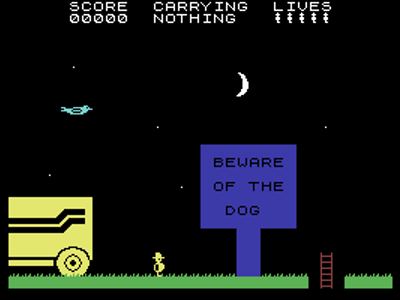 SCORE CARRYING LIVES
00000 NOTHING
BEWARE
OF THE
DOG